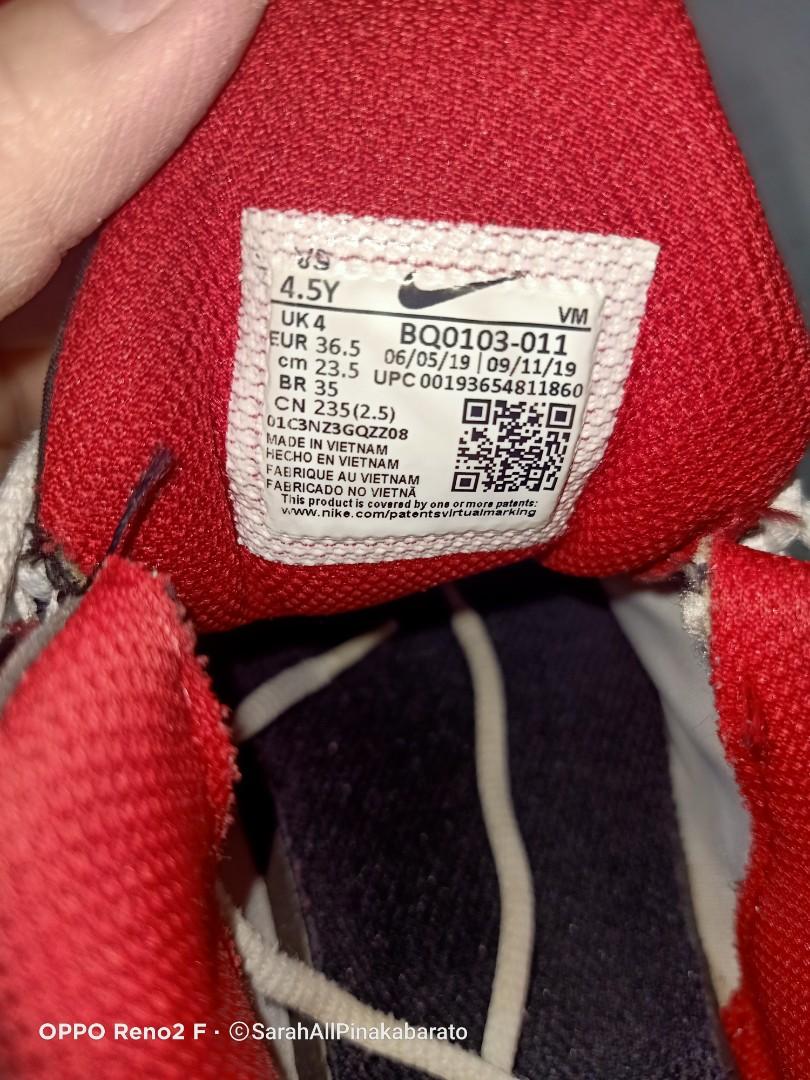 4.5Y
VM
UK 4
BQ0103-011
EUR 36.5
06/05/19 | 09/11/19
cm 23.5
UPC 00193654811860
BR 35
CN 235(2.5)
01C3NZ3GQZZ08
MADE IN VIETNAM
HECHO EN VIETNAM
FABRIQUE AU VIETNAM
FABRICADO NO VIETNÃ
This product is covered by one or more patents:
www.nike.com/patentsvirtualmarking
OPPO Reno2 F · ©SarahAllPinakabarato